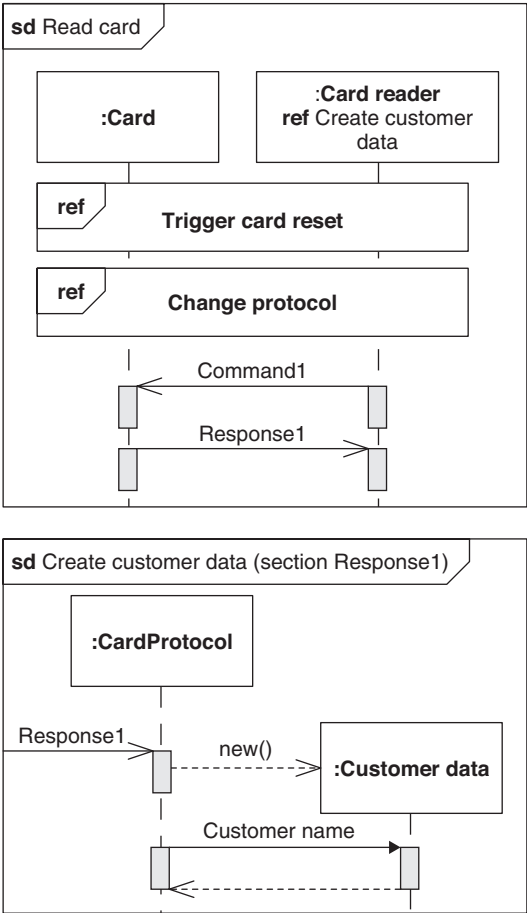 sd Read card
:Card
:Card reader
ref Create customer
data
ref
Trigger card reset
ref
Change protocol
Command1
Response1
sd Create customer data (section Response1)
:CardProtocol
Response1
new()
:Customer data
Customer name